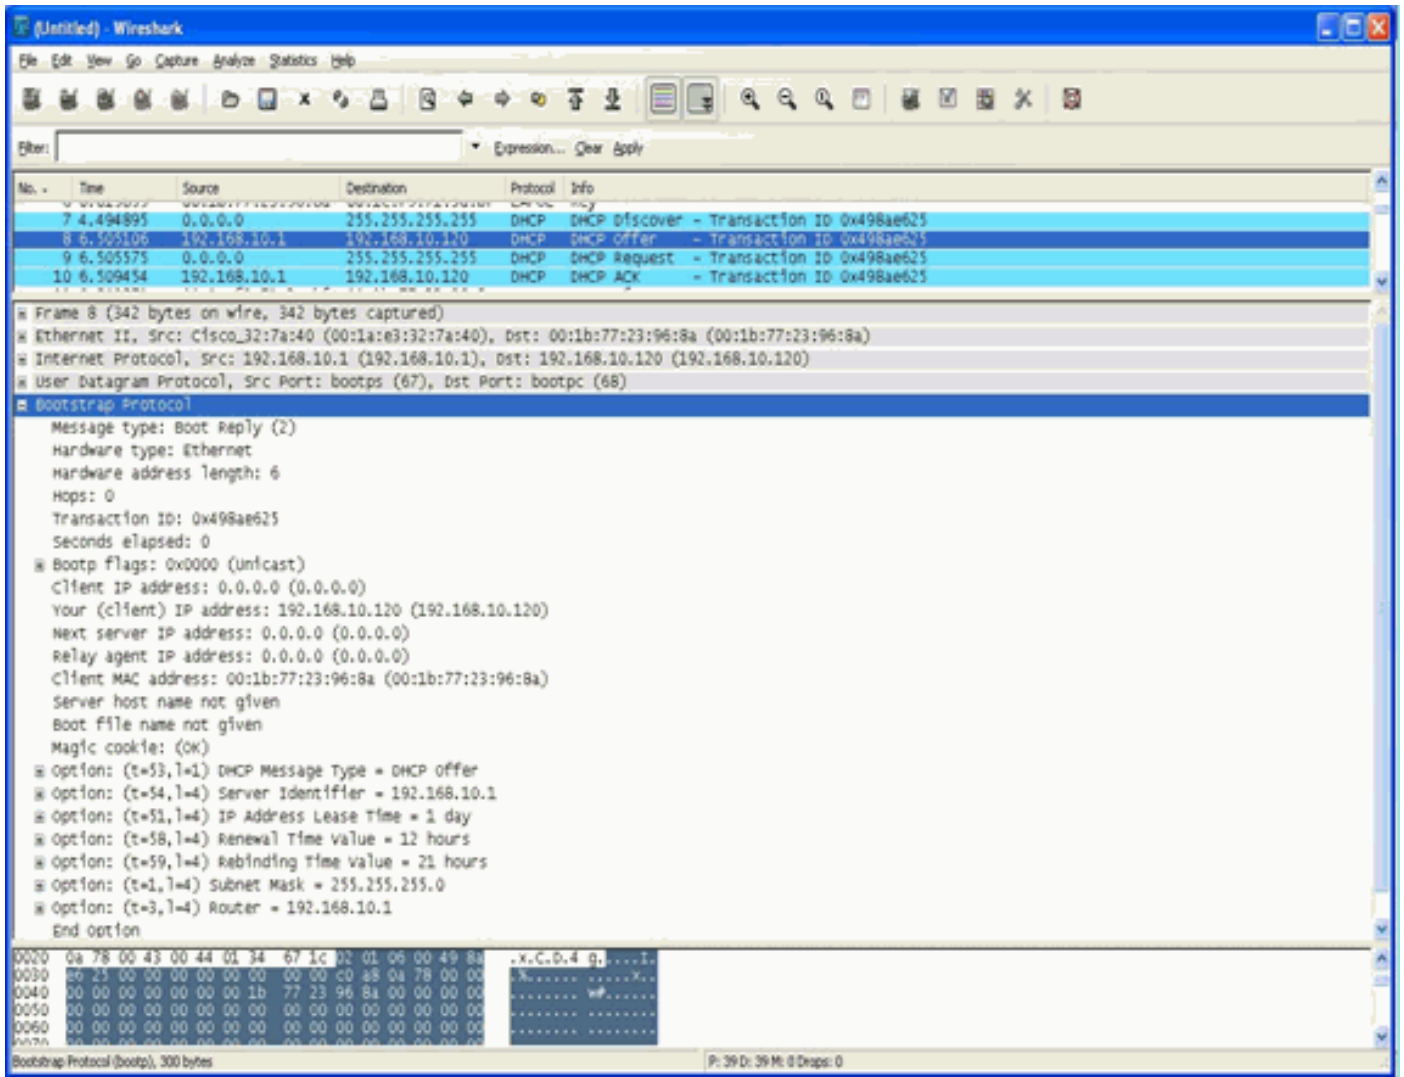 (Untitled) - Wireshark
File Edit View Go Capture Analyze Statistics Help
Filter: Expression... Clear Apply
No. . Time Source Destination Protocol Info
7 4.494895 0.0.0.0 255.255.255.255 DHCP DHCP Discover - Transaction ID 0x498ae625
8 6.505106 192.168.10.1 192.168.10.120 DHCP DHCP Offer - Transaction ID 0x498ae625
9 6.505575 0.0.0.0 255.255.255.255 DHCP DHCP Request - Transaction ID 0x498ae625
10 6.509454 192.168.10.1 192.168.10.120 DHCP DHCP ACK - Transaction ID 0x498ae625
Frame 8 (342 bytes on wire, 342 bytes captured)
Ethernet II, Src: Cisco_32:7a:40 (00:1a:e3:32:7a:40), Dst: 00:1b:77:23:96:8a (00:1b:77:23:96:8a)
Internet Protocol, Src: 192.168.10.1 (192.168.10.1), Dst: 192.168.10.120 (192.168.10.120)
User Datagram Protocol, Src Port: bootps (67), Dst Port: bootpc (68)
Bootstrap Protocol
Message type: Boot Reply (2)
Hardware type: Ethernet
Hardware address length: 6
Hops: 0
Transaction ID: 0x498ae625
Seconds elapsed: 0
Bootp flags: 0x0000 (Unicast)
Client IP address: 0.0.0.0 (0.0.0.0)
Your (client) IP address: 192.168.10.120 (192.168.10.120)
Next server IP address: 0.0.0.0 (0.0.0.0)
Relay agent IP address: 0.0.0.0 (0.0.0.0)
Client MAC address: 00:1b:77:23:96:8a (00:1b:77:23:96:8a)
Server host name not given
Boot file name not given
Magic cookie: (OK)
Option: (t=53,l=1) DHCP Message Type = DHCP Offer
Option: (t=54,l=4) Server Identifier = 192.168.10.1
Option: (t=51,l=4) IP Address Lease Time = 1 day
Option: (t=58,l=4) Renewal Time Value = 12 hours
Option: (t=59,l=4) Rebinding Time Value = 21 hours
Option: (t=1,l=4) Subnet Mask = 255.255.255.0
Option: (t=3,l=4) Router = 192.168.10.1
End Option
0020 0a 78 00 43 00 44 01 34 67 1c 02 01 06 00 49 8a .x.C.D.4 g.....I.
0030 e6 25 00 00 00 00 00 00 00 00 c0 a8 0a 78 00 00 .%...... .....x..
0040 00 00 00 00 00 00 00 1b 77 23 96 8a 00 00 00 00 ........ w#......
0050 00 00 00 00 00 00 00 00 00 00 00 00 00 00 00 00 ........ ........
0060 00 00 00 00 00 00 00 00 00 00 00 00 00 00 00 00 ........ ........
Bootstrap Protocol (bootp), 300 bytes P: 39 D: 39 M: 0 Drops: 0